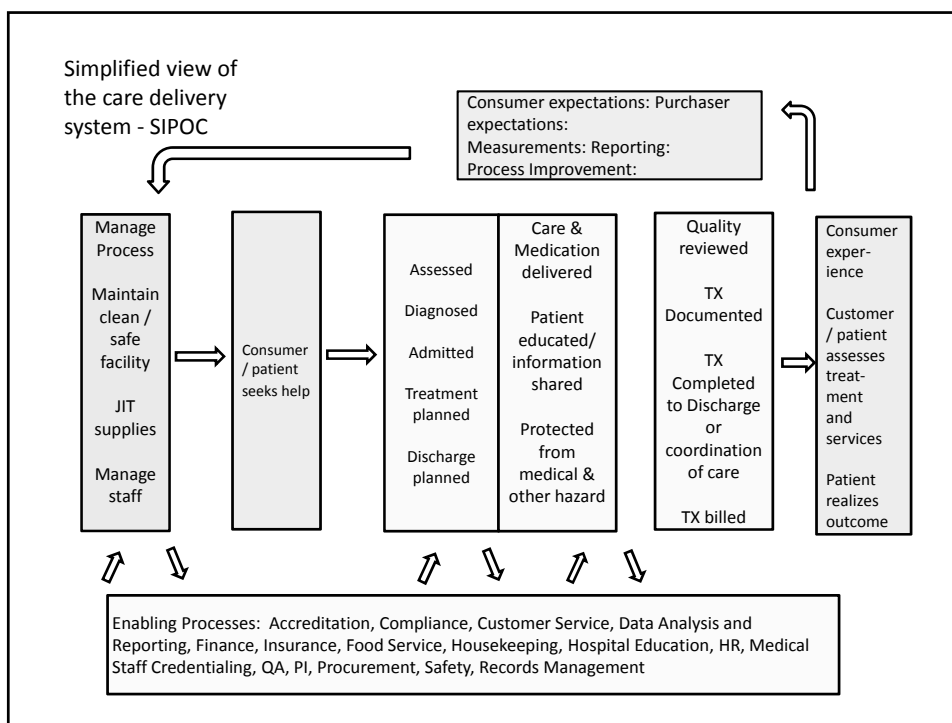 Simplified view of
the care delivery
system - SIPOC
Consumer expectations: Purchaser
expectations:
Measurements: Reporting:
Process Improvement:
Manage
Process
Maintain
clean /
safe
facility
JIT
supplies
Manage
staff
Consumer
/ patient
seeks help
Assessed
Diagnosed
Admitted
Treatment
planned
Discharge
planned
Care &
Medication
delivered
Patient
educated/
information
shared
Protected
from
medical &
other hazard
Quality
reviewed
TX
Documented
TX
Completed
to Discharge
or
coordination
of care
TX billed
Consumer
exper-
ience
Customer
/ patient
assesses
treat-
ment
and
services
Patient
realizes
outcome
Enabling Processes: Accreditation, Compliance, Customer Service, Data Analysis and
Reporting, Finance, Insurance, Food Service, Housekeeping, Hospital Education, HR, Medical
Staff Credentialing, QA, PI, Procurement, Safety, Records Management